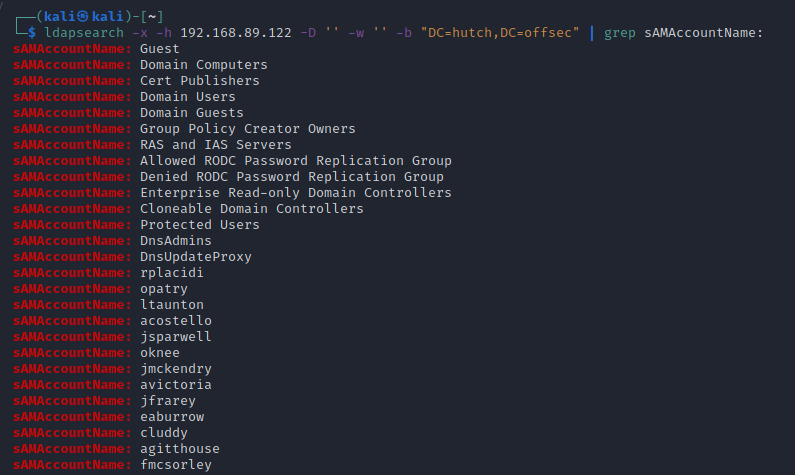 ┌──(kali㉿kali)-[~]
└─$ ldapsearch -x -h 192.168.89.122 -D '' -w '' -b "DC=hutch,DC=offsec" | grep sAMAccountName:
sAMAccountName: Guest
sAMAccountName: Domain Computers
sAMAccountName: Cert Publishers
sAMAccountName: Domain Users
sAMAccountName: Domain Guests
sAMAccountName: Group Policy Creator Owners
sAMAccountName: RAS and IAS Servers
sAMAccountName: Allowed RODC Password Replication Group
sAMAccountName: Denied RODC Password Replication Group
sAMAccountName: Enterprise Read-only Domain Controllers
sAMAccountName: Cloneable Domain Controllers
sAMAccountName: Protected Users
sAMAccountName: DnsAdmins
sAMAccountName: DnsUpdateProxy
sAMAccountName: rplacidi
sAMAccountName: opatry
sAMAccountName: ltaunton
sAMAccountName: acostello
sAMAccountName: jsparwell
sAMAccountName: oknee
sAMAccountName: jmckendry
sAMAccountName: avictoria
sAMAccountName: jfrarey
sAMAccountName: eaburrow
sAMAccountName: cluddy
sAMAccountName: agitthouse
sAMAccountName: fmcsorley